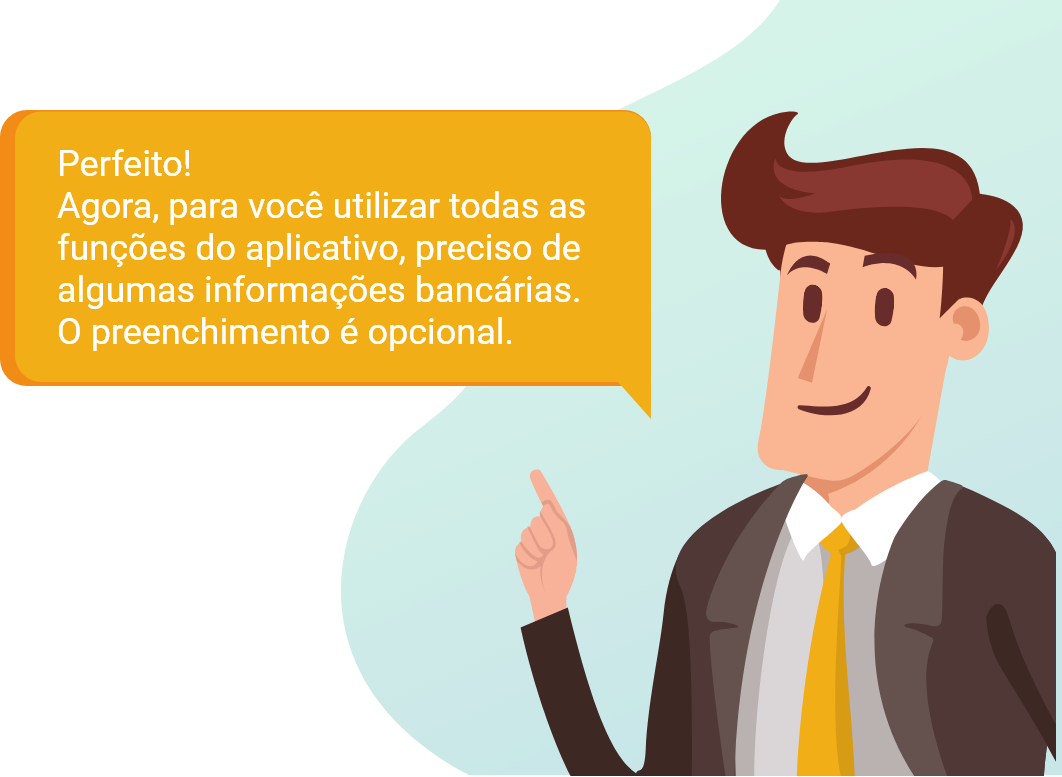 Perfeito!
Agora, para você utilizar todas as
funções do aplicativo, preciso de
algumas informações bancárias.
O preenchimento é opcional.